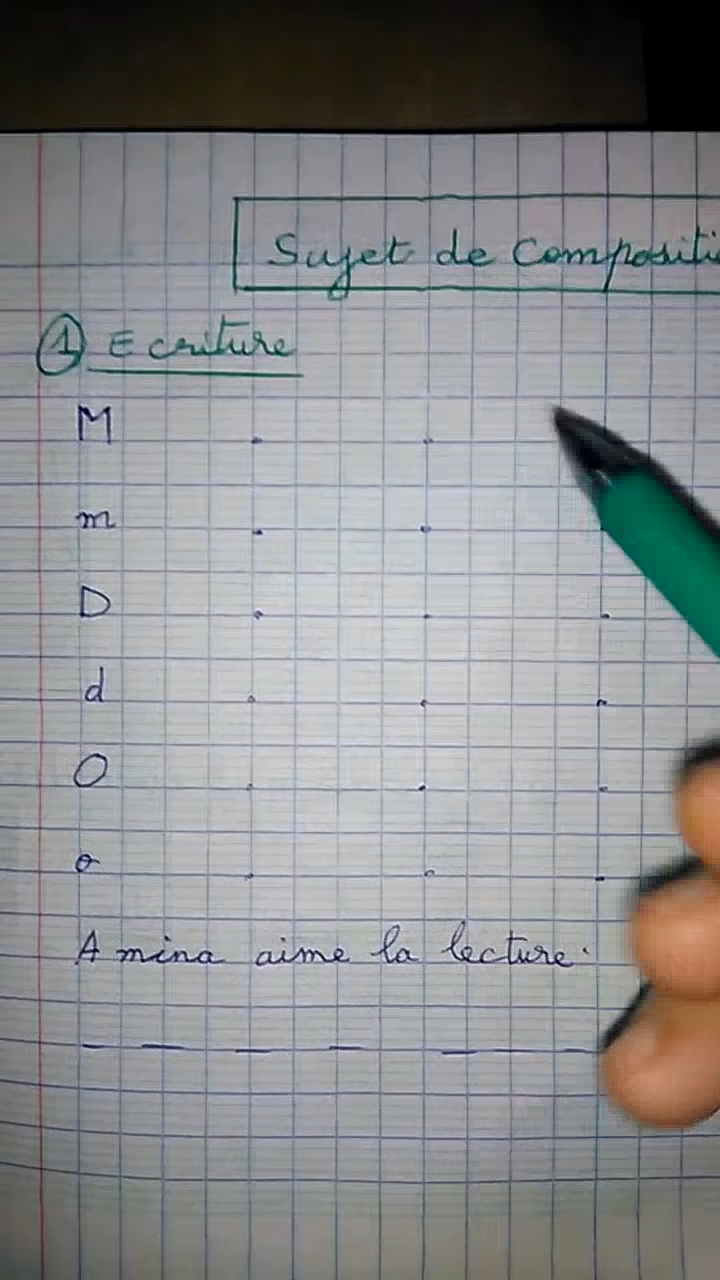 Sujet de Compositi
① Ecriture
M
m
D
d
O
o
Amina aime la lecture.